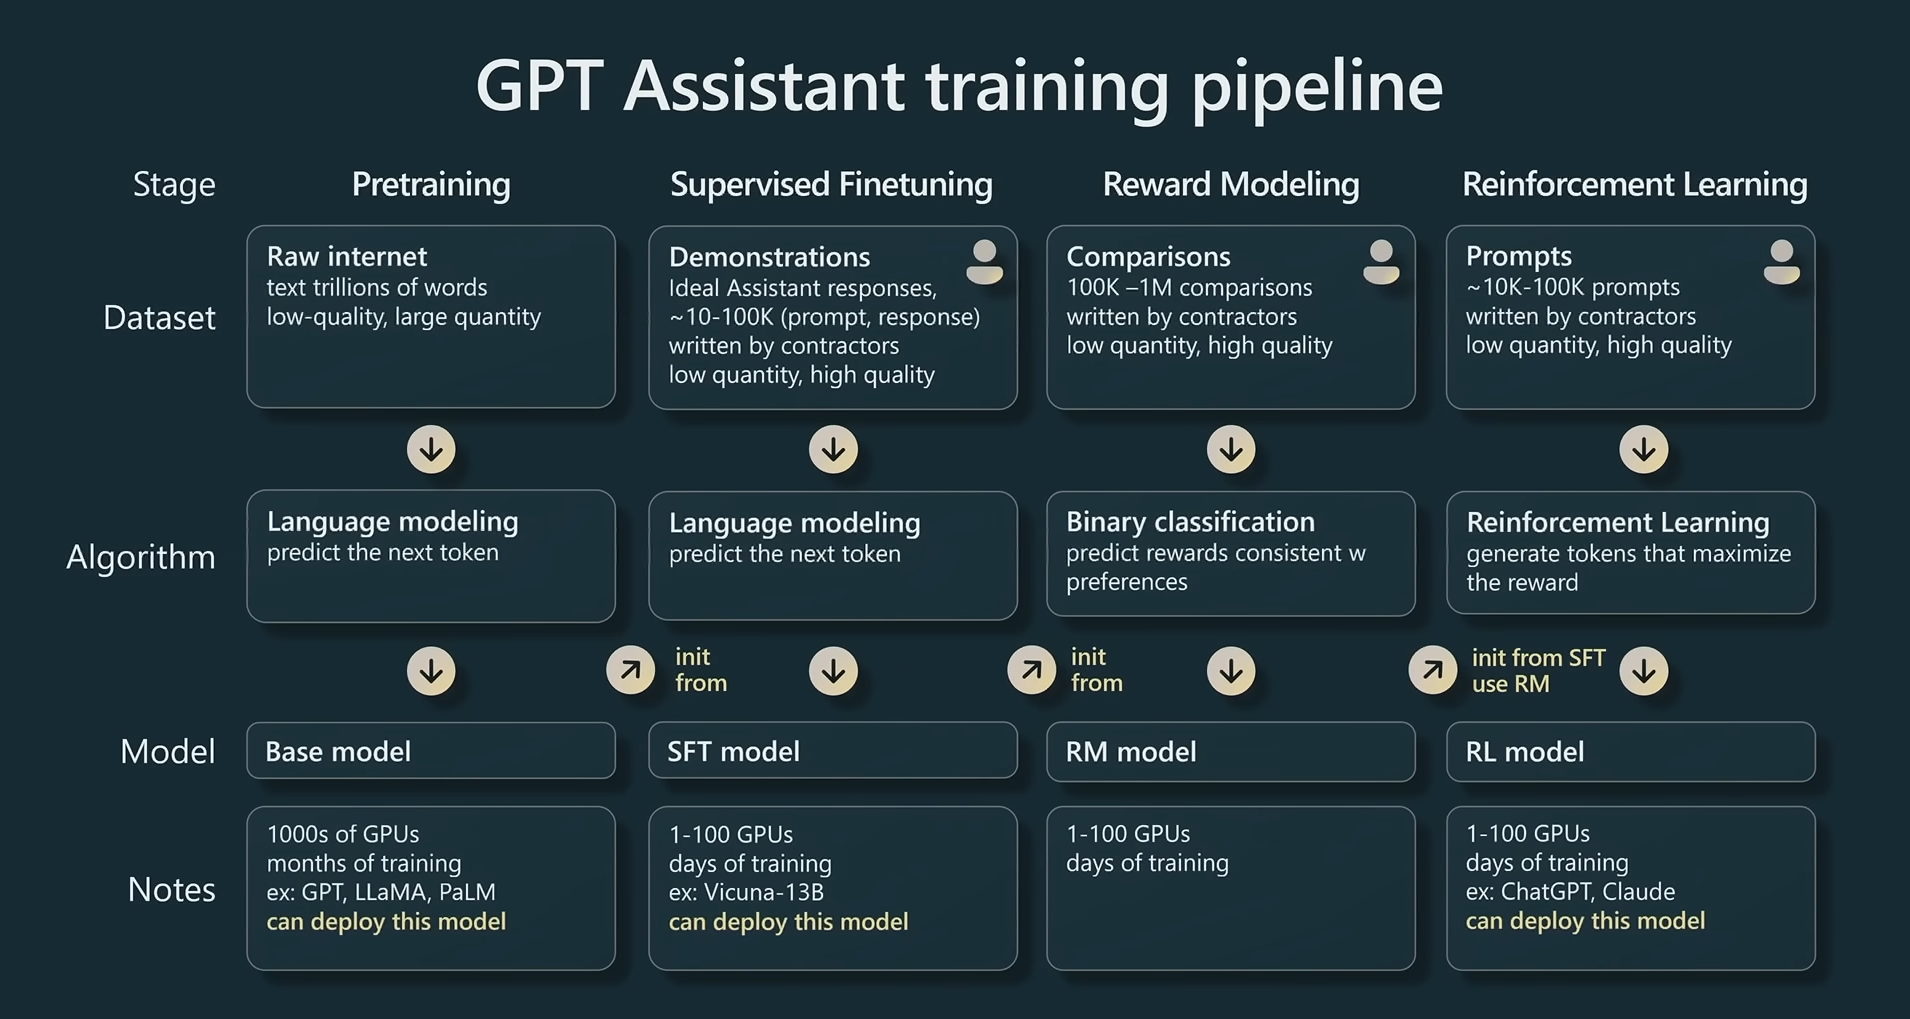 GPT Assistant training pipeline
Stage
Pretraining
Supervised Finetuning
Reward Modeling
Reinforcement Learning
Dataset
Raw internet
text trillions of words
low-quality, large quantity
Demonstrations
Ideal Assistant responses,
~10-100K (prompt, response)
written by contractors
low quantity, high quality
Comparisons
100K –1M comparisons
written by contractors
low quantity, high quality
Prompts
~10K-100K prompts
written by contractors
low quantity, high quality
Algorithm
Language modeling
predict the next token
Language modeling
predict the next token
Binary classification
predict rewards consistent w
preferences
Reinforcement Learning
generate tokens that maximize
the reward
init
from
init
from
init from SFT
use RM
Model
Base model
SFT model
RM model
RL model
Notes
1000s of GPUs
months of training
ex: GPT, LLaMA, PaLM
can deploy this model
1-100 GPUs
days of training
ex: Vicuna-13B
can deploy this model
1-100 GPUs
days of training
1-100 GPUs
days of training
ex: ChatGPT, Claude
can deploy this model